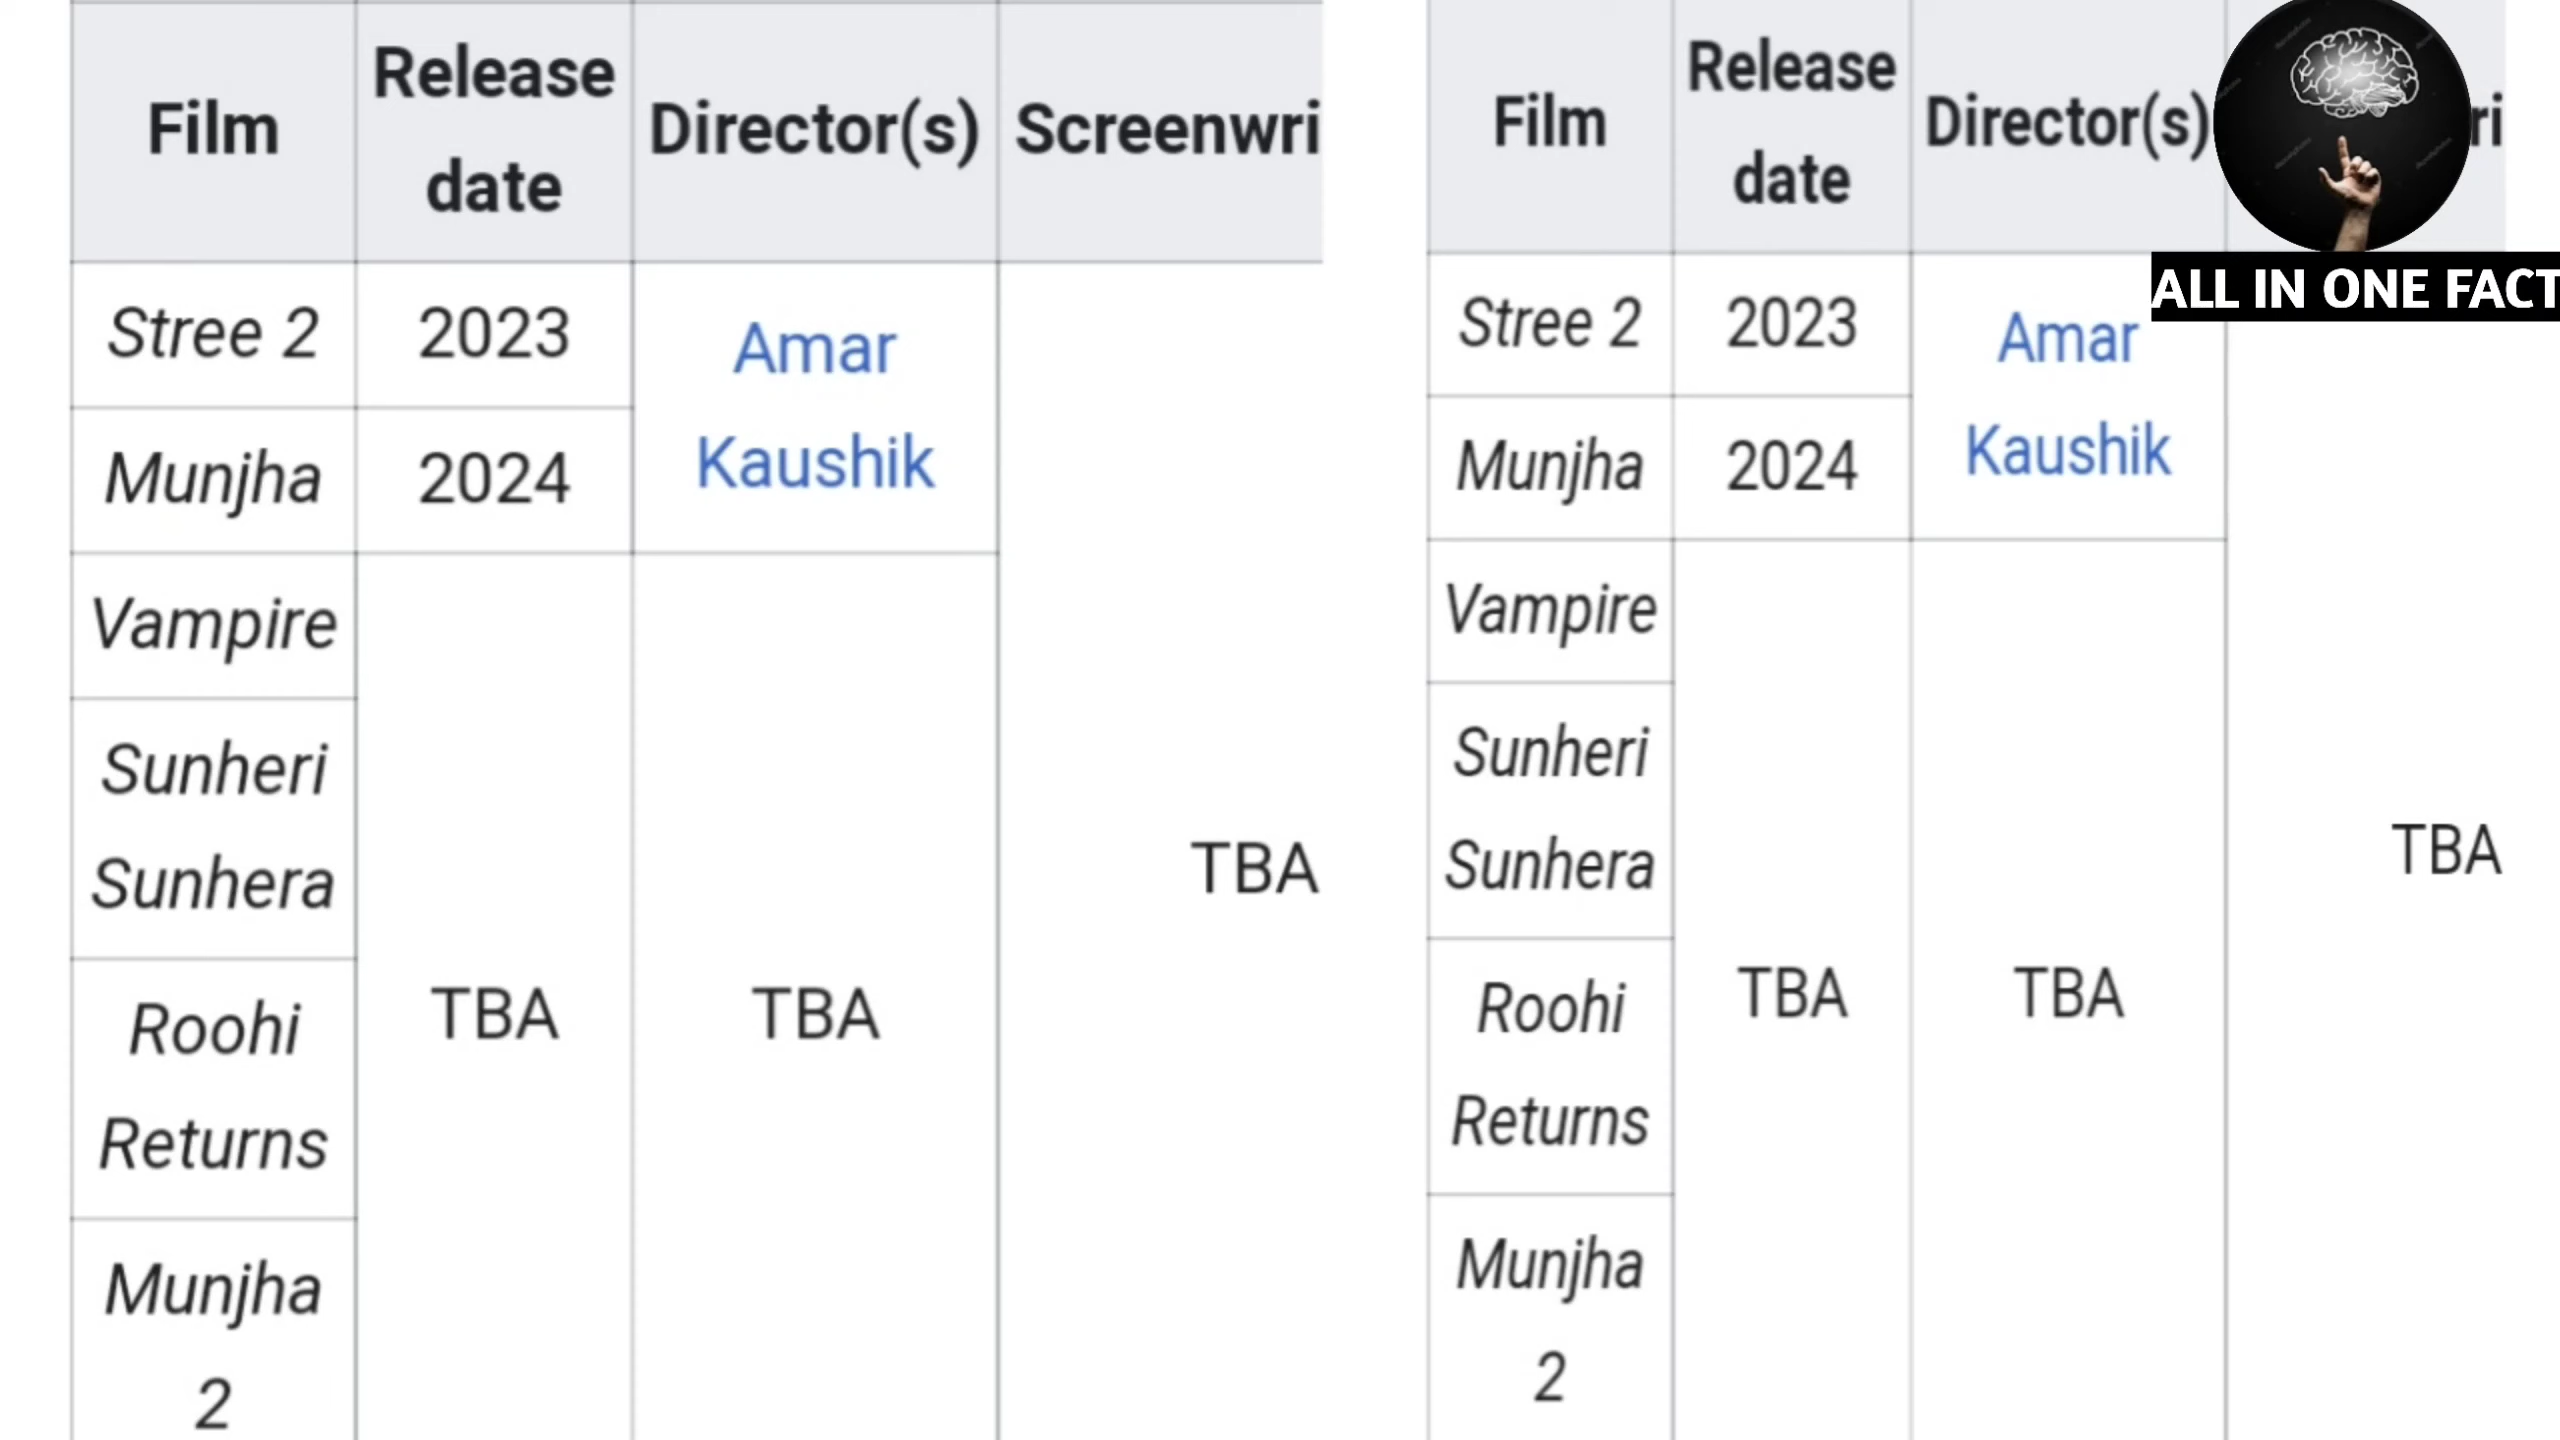 Film
Release
date
Director(s)
Screenwri
Stree 2
2023
Amar
Kaushik
Munjha
2024
Vampire
Sunheri
Sunhera
Roohi
Returns
Munjha
2
TBA
TBA
TBA
Film
Release
date
Director(s)
ri
ALL IN ONE FACT
Stree 2
2023
Amar
Kaushik
Munjha
2024
Vampire
Sunheri
Sunhera
Roohi
Returns
Munjha
2
TBA
TBA
TBA